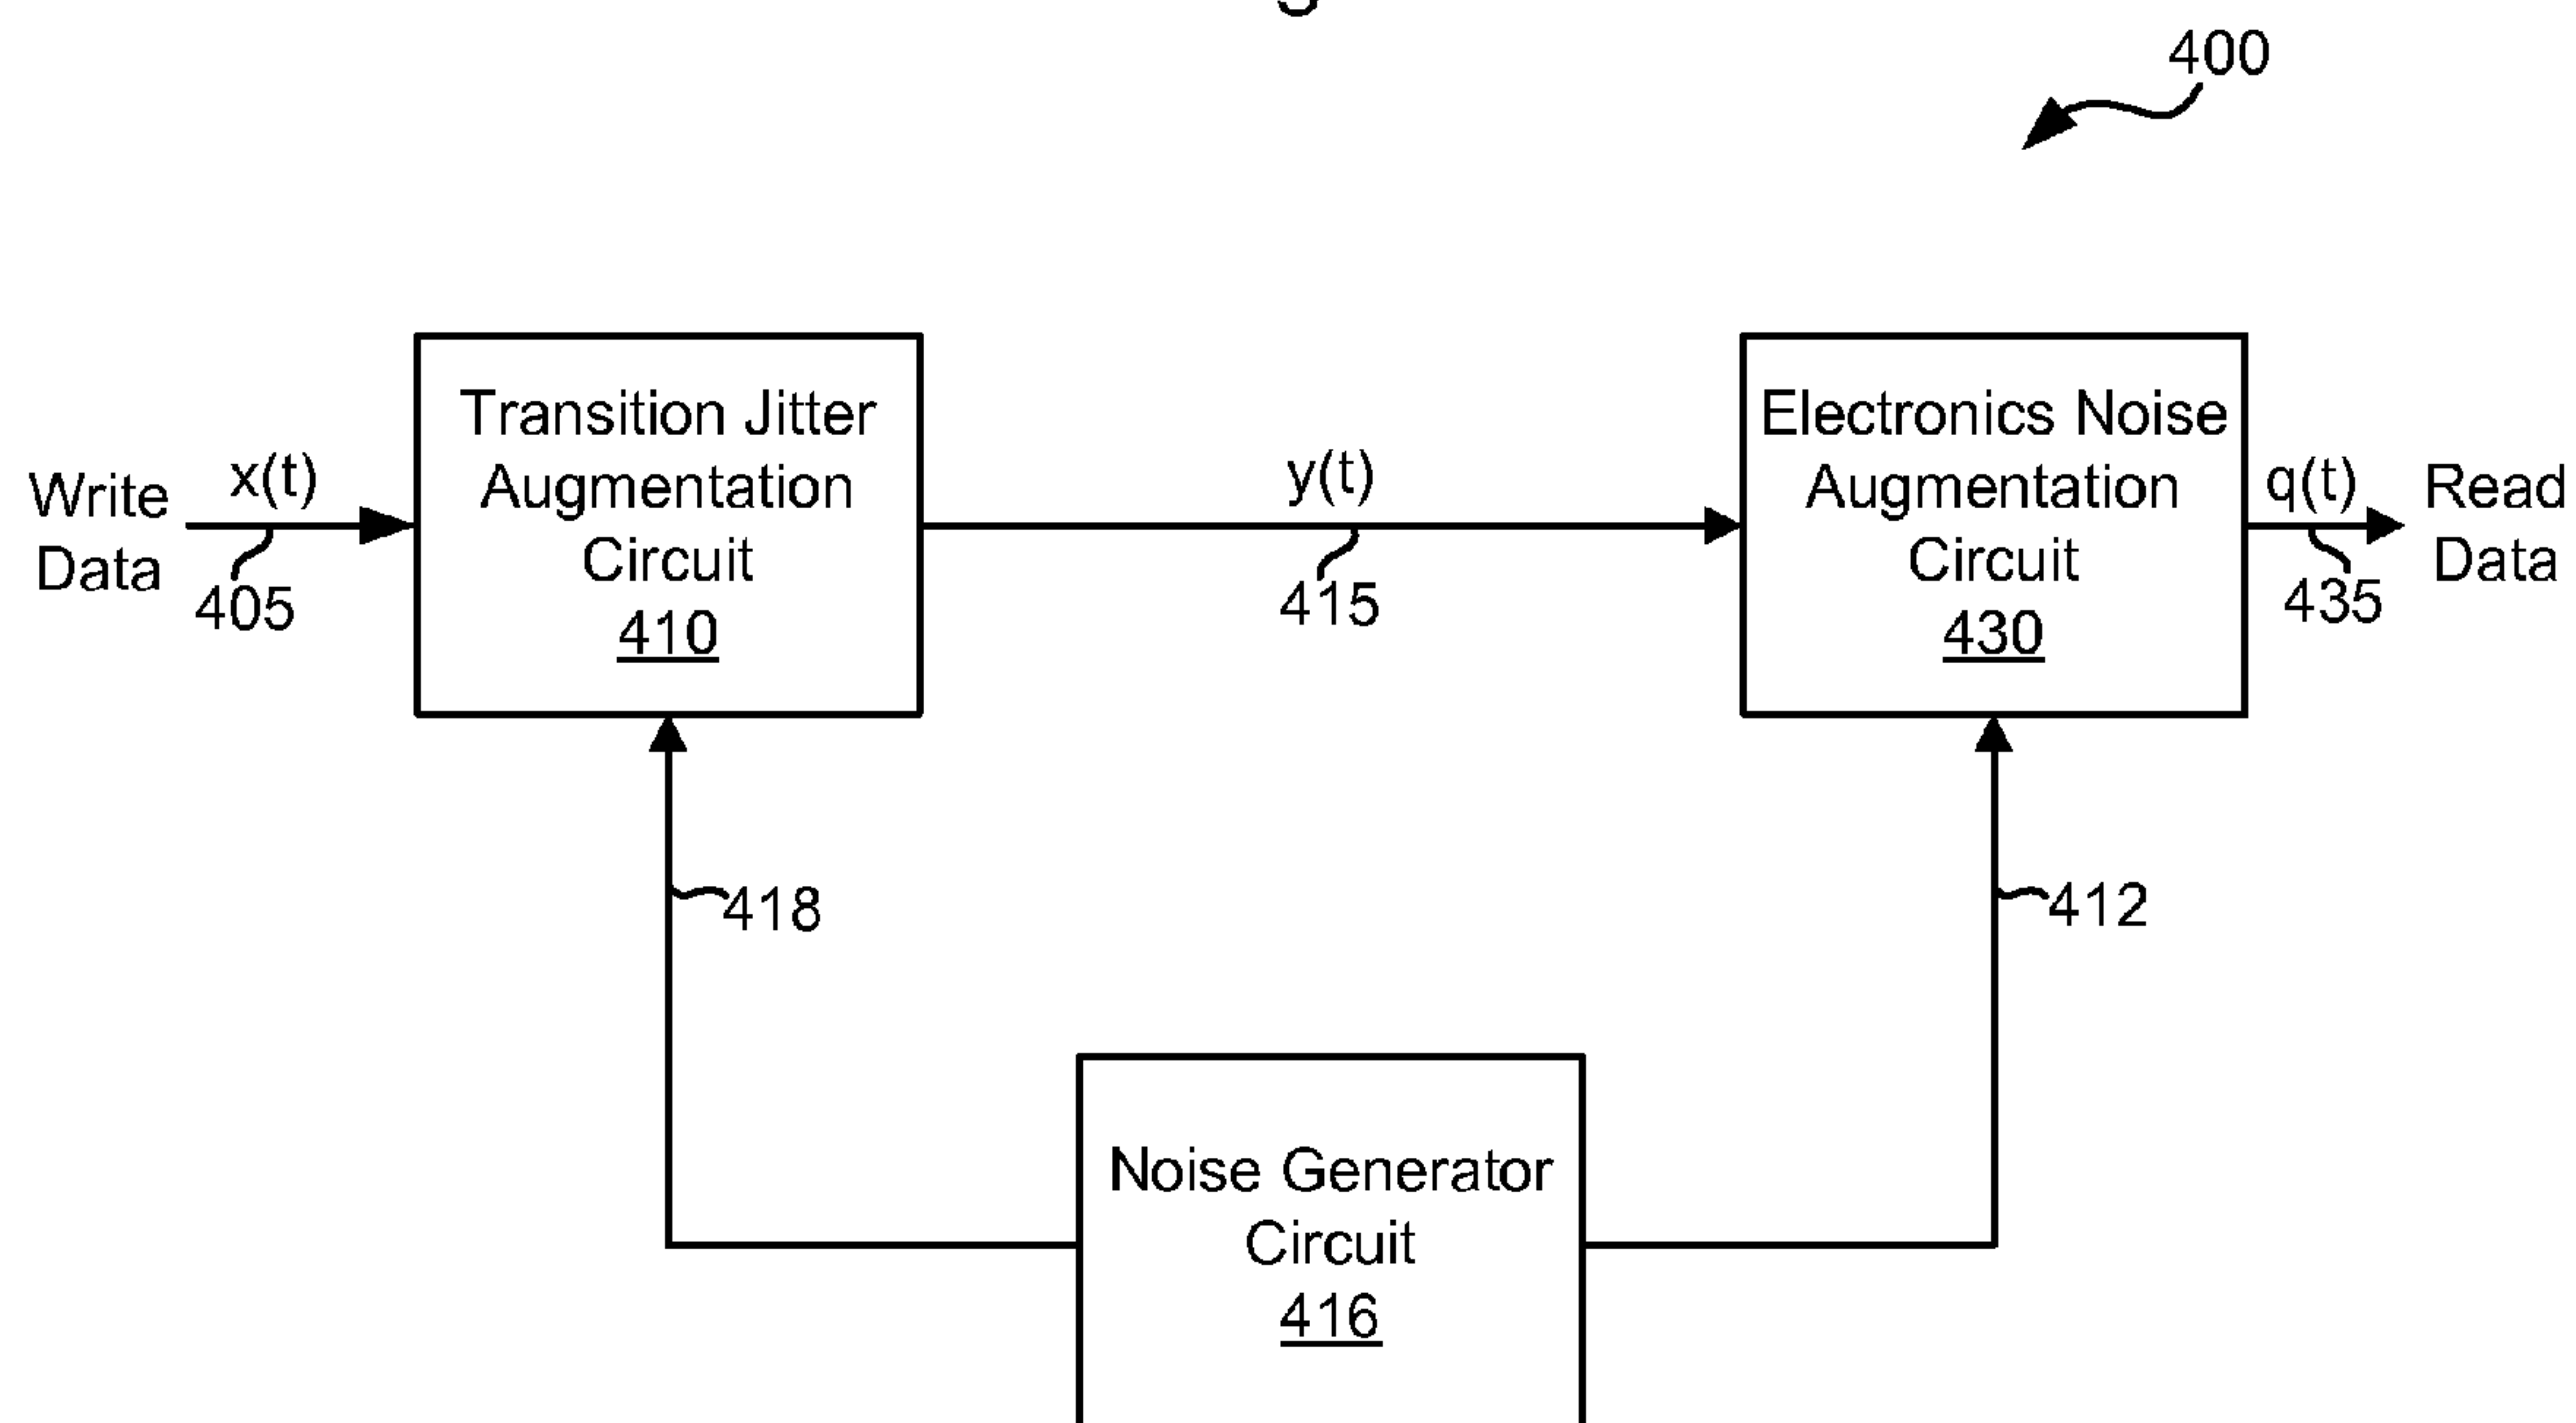 400
Write
Data
x(t)
405
Transition Jitter
Augmentation
Circuit
410
y(t)
415
Electronics Noise
Augmentation
Circuit
430
q(t)
435
Read
Data
418
412
Noise Generator
Circuit
416